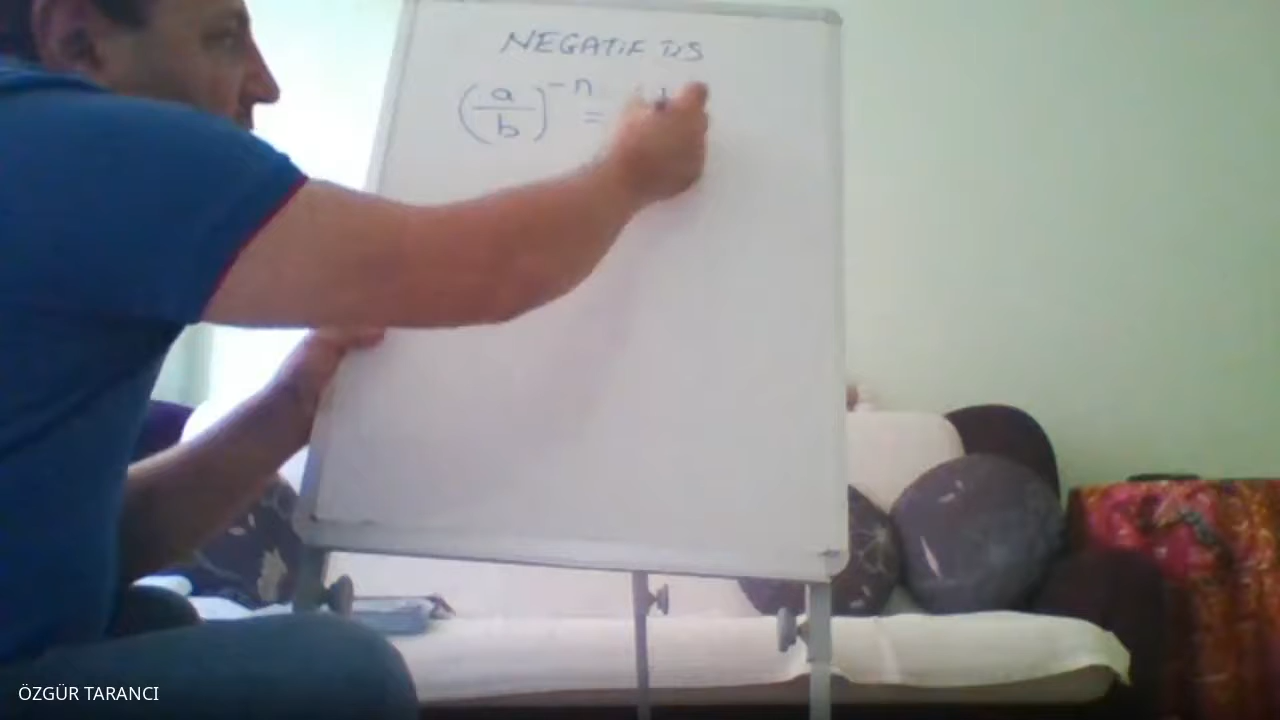 NEGATİF ÜS
(a/b)^-n =
ÖZGÜR TARANCI